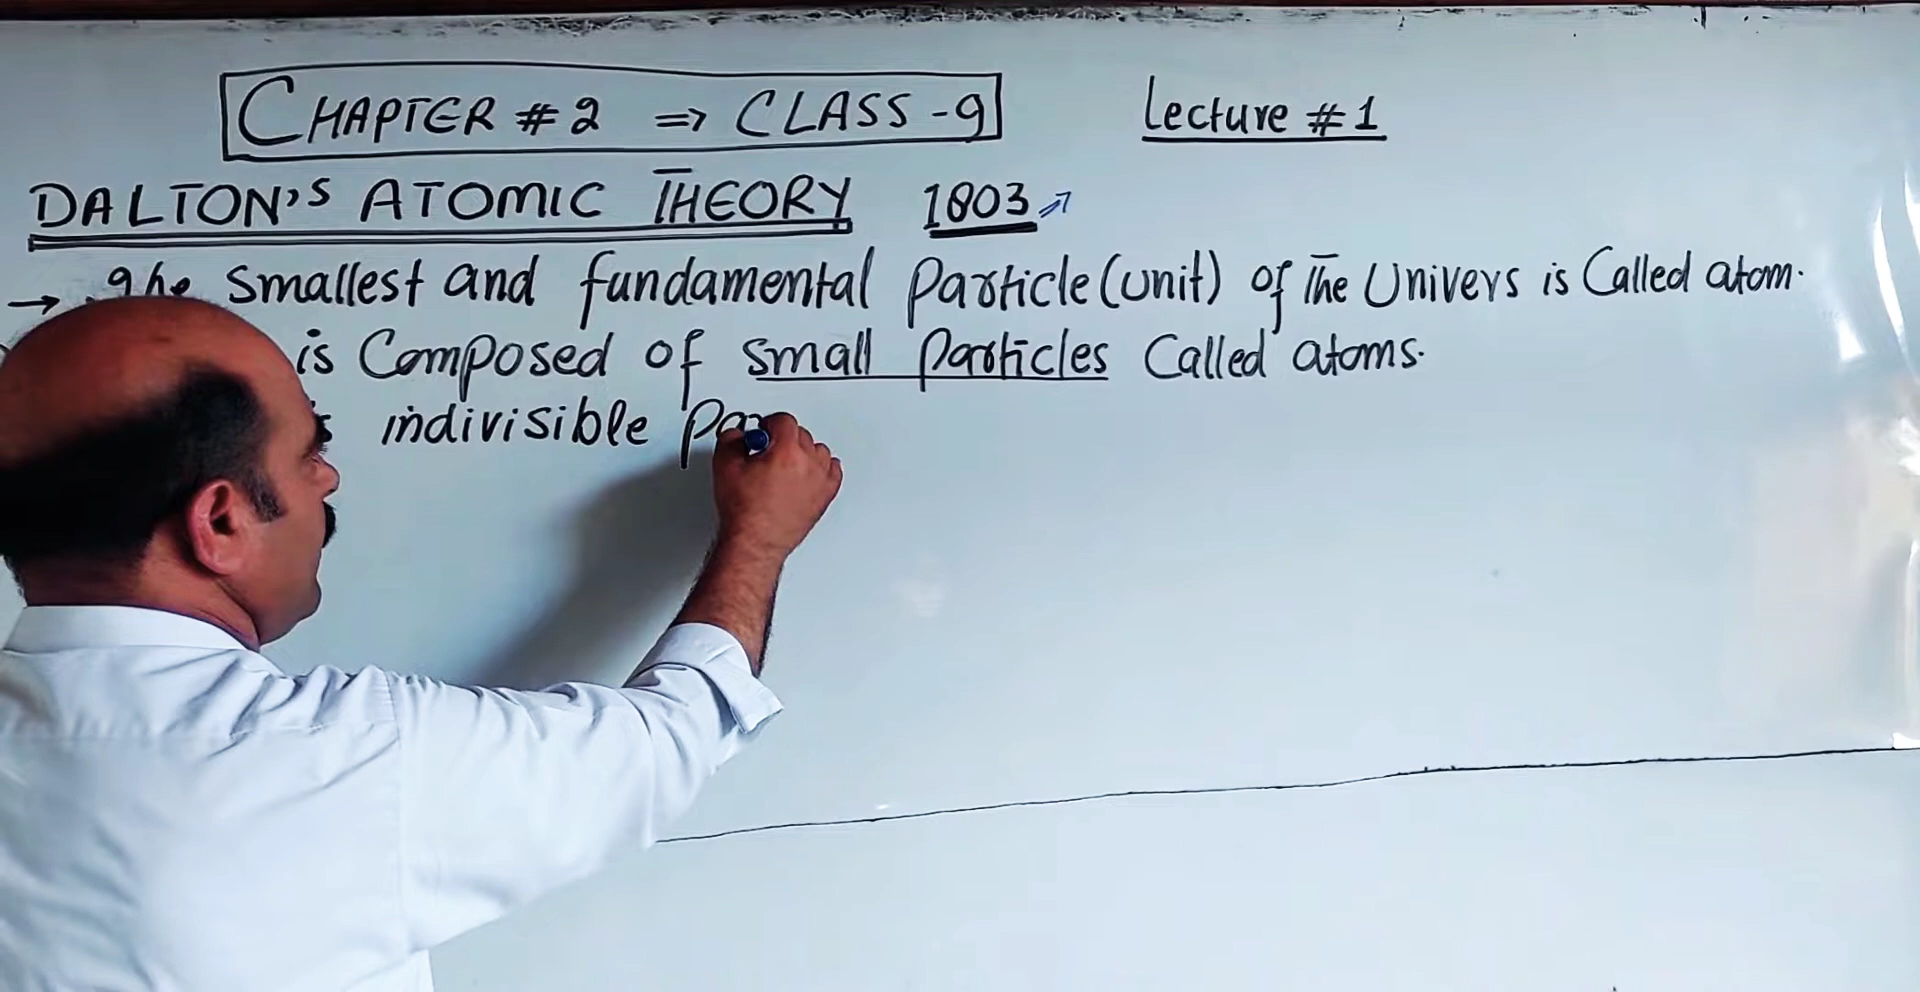 CHAPTER # 2 ⇒ CLASS - 9
Lecture # 1
DALTON'S ATOMIC THEORY 1803
→ The Smallest and fundamental Particle (unit) of The Univers is Called atom.
is Composed of small Particles Called atoms.
indivisible